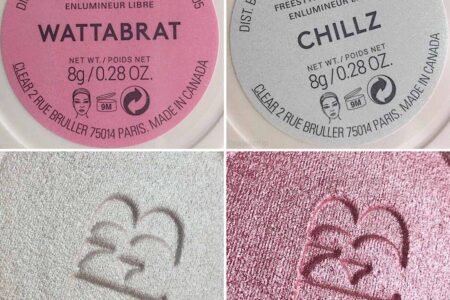 ENLUMINEUR LIBRE
WATTABRAT
NET WT. / POIDS NET
8g / 0.28 OZ.
9M
CLEAR 2 RUE BRULLER 75014 PARIS. MADE IN CANADA
DIST. B
ENLUMINEUR
CHILLZ
NET WT. / POIDS NET
8g / 0.28 OZ.
9M
CLEAR 2 RUE BRULLER 75014 PARIS. MADE IN CANADA